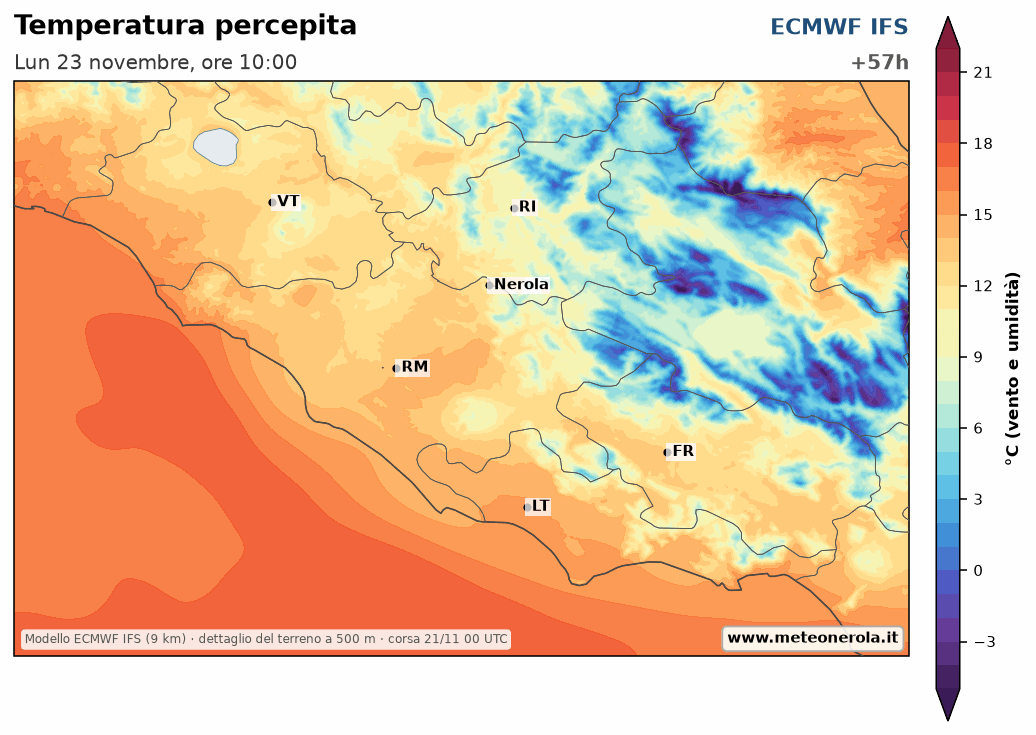 Temperatura percepita
ECMWF IFS
Lun 23 novembre, ore 10:00
+57h
VT
RI
Nerola
RM
FR
LT
21
18
15
12
9
6
3
0
−3
°C (vento e umidità)
Modello ECMWF IFS (9 km) · dettaglio del terreno a 500 m · corsa 21/11 00 UTC
www.meteonerola.it